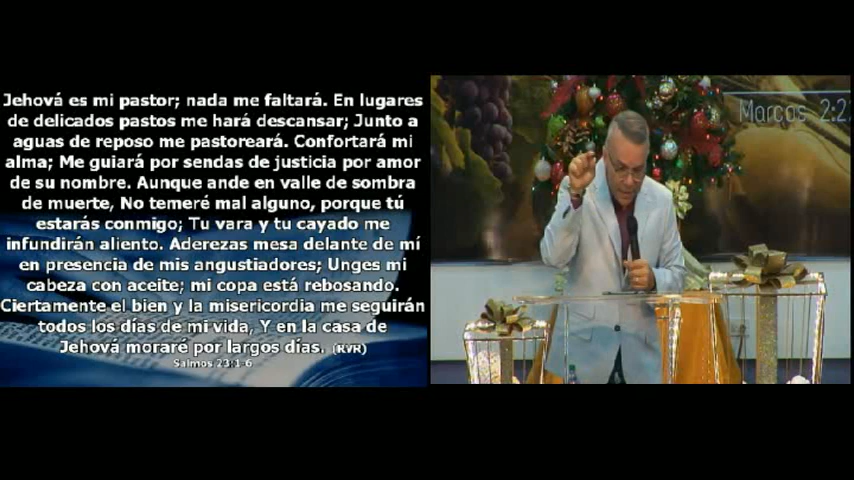 Jehová es mi pastor; nada me faltará. En lugares
de delicados pastos me hará descansar; Junto a
aguas de reposo me pastoreará. Confortará mi
alma; Me guiará por sendas de justicia por amor
de su nombre. Aunque ande en valle de sombra
de muerte, No temeré mal alguno, porque tú
estarás conmigo; Tu vara y tu cayado me
infundirán aliento. Aderezas mesa delante de mí
en presencia de mis angustiadores; Unges mi
cabeza con aceite; mi copa está rebosando.
Ciertamente el bien y la misericordia me seguirán
todos los días de mi vida, Y en la casa de
Jehová moraré por largos días. (RVR)
Salmos 23:1-6
Marcos 2:2